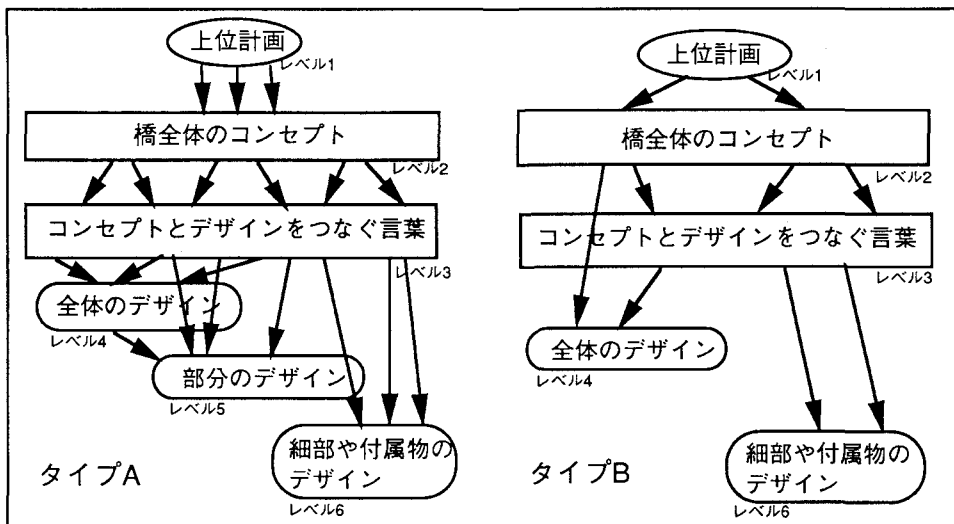 上位計画
レベル1
橋全体のコンセプト
レベル2
コンセプトとデザインをつなぐ言葉
レベル3
全体のデザイン
レベル4
部分のデザイン
レベル5
細部や付属物の
デザイン
レベル6
タイプA
上位計画
レベル1
橋全体のコンセプト
レベル2
コンセプトとデザインをつなぐ言葉
レベル3
全体のデザイン
レベル4
細部や付属物の
デザイン
レベル6
タイプB